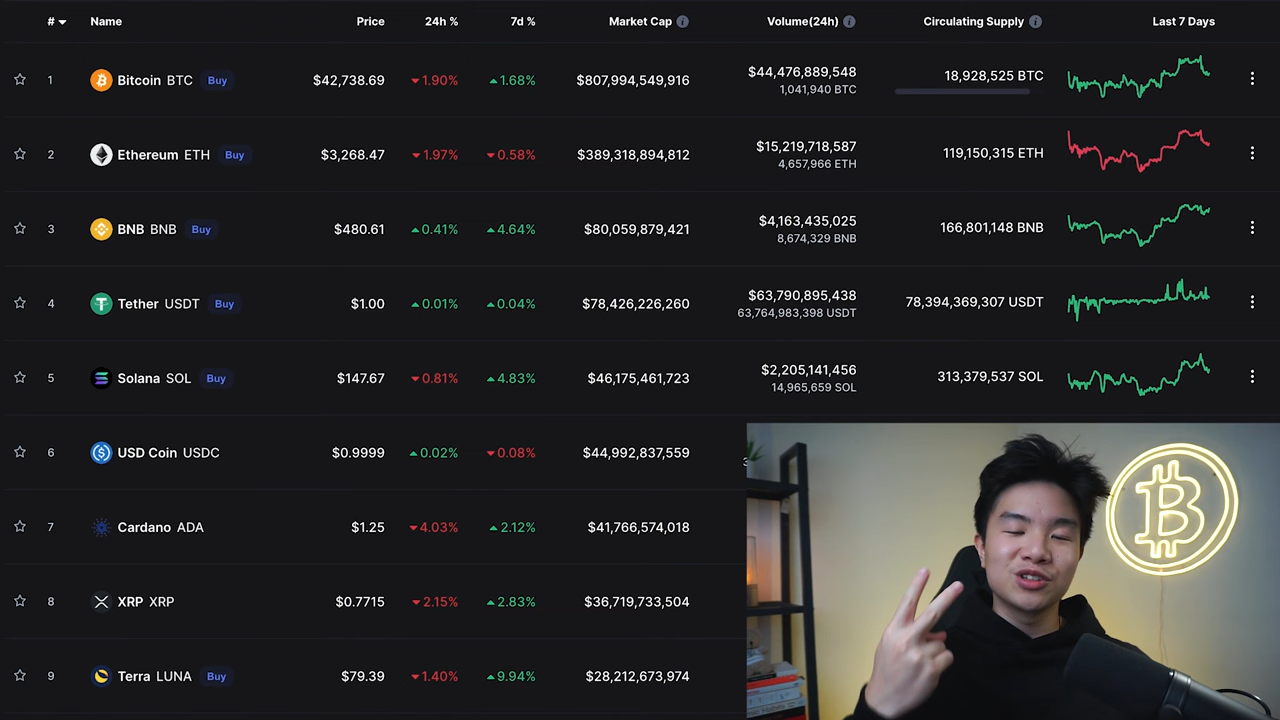 # Name Price 24h % 7d % Market Cap Volume(24h) Circulating Supply Last 7 Days
1 Bitcoin BTC Buy $42,738.69 1.90% 1.68% $807,994,549,916 $44,476,889,548 18,928,525 BTC
1,041,940 BTC
2 Ethereum ETH Buy $3,268.47 1.97% 0.58% $389,318,894,812 $15,219,718,587 119,150,315 ETH
4,657,966 ETH
3 BNB BNB Buy $480.61 0.41% 4.64% $80,059,879,421 $4,163,435,025 166,801,148 BNB
8,674,329 BNB
4 Tether USDT Buy $1.00 0.01% 0.04% $78,426,226,260 $63,790,895,438 78,394,369,307 USDT
63,764,983,398 USDT
5 Solana SOL Buy $147.67 0.81% 4.83% $46,175,461,723 $2,205,141,456 313,379,537 SOL
14,965,659 SOL
6 USD Coin USDC $0.9999 0.02% 0.08% $44,992,837,559
7 Cardano ADA $1.25 4.03% 2.12% $41,766,574,018
8 XRP XRP $0.7715 2.15% 2.83% $36,719,733,504
9 Terra LUNA Buy $79.39 1.40% 9.94% $28,212,673,974